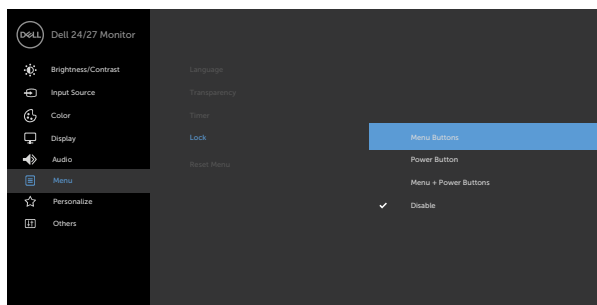 DELL
Dell 24/27 Monitor
Brightness/Contrast
Input Source
Color
Display
Audio
Menu
Personalize
Others
Language
Transparency
Timer
Lock
Reset Menu
Menu Buttons
Power Button
Menu + Power Buttons
Disable